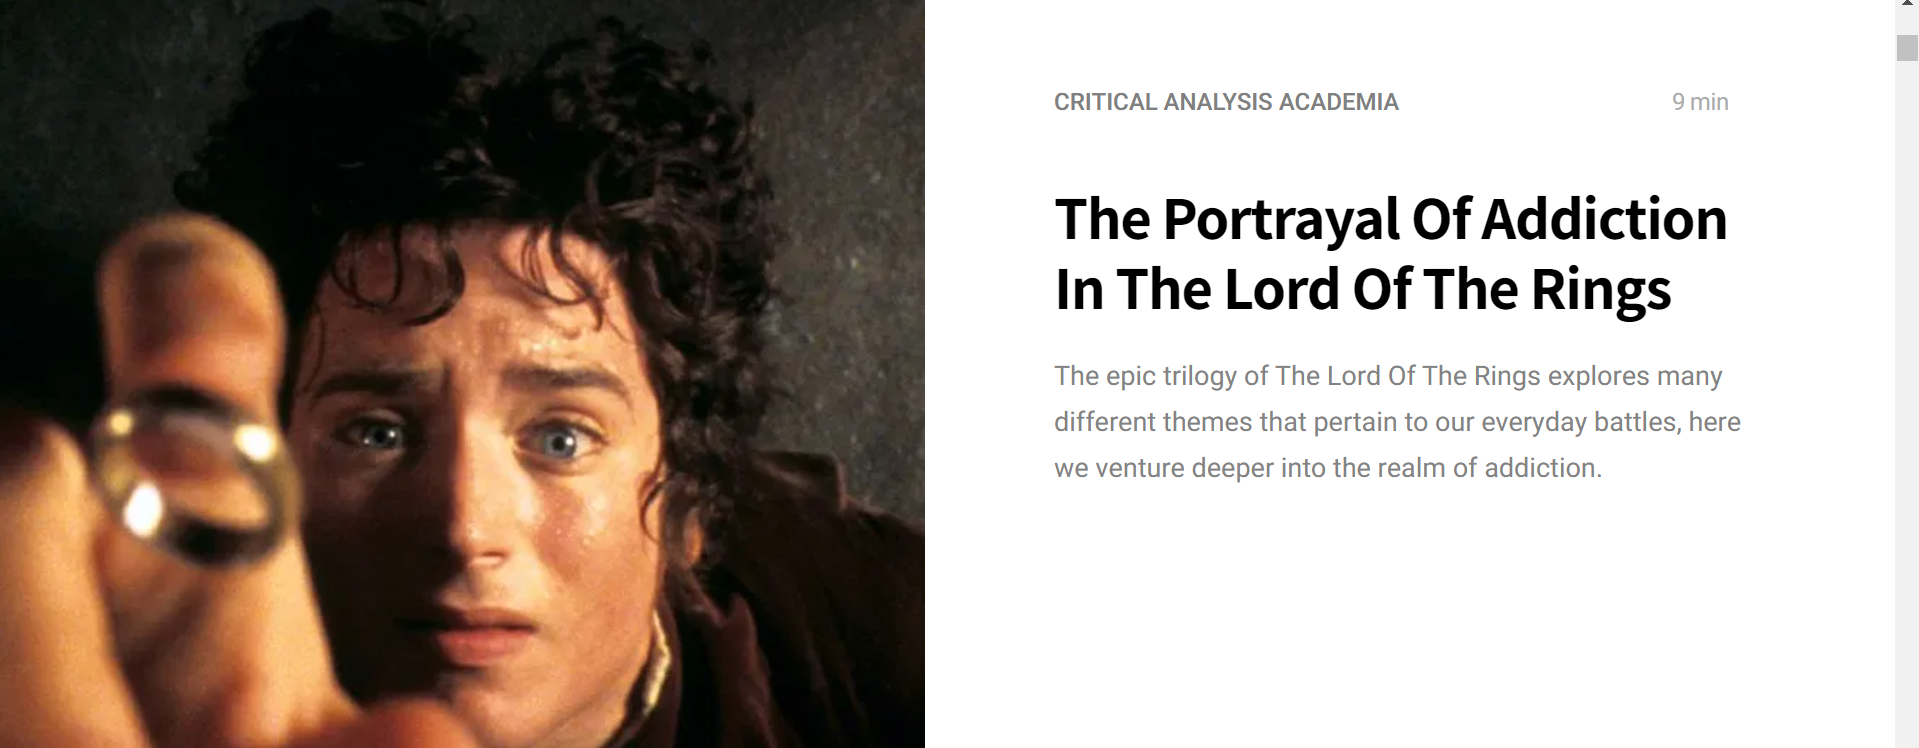 CRITICAL ANALYSIS ACADEMIA
9 min
The Portrayal Of Addiction
In The Lord Of The Rings
The epic trilogy of The Lord Of The Rings explores many
different themes that pertain to our everyday battles, here
we venture deeper into the realm of addiction.